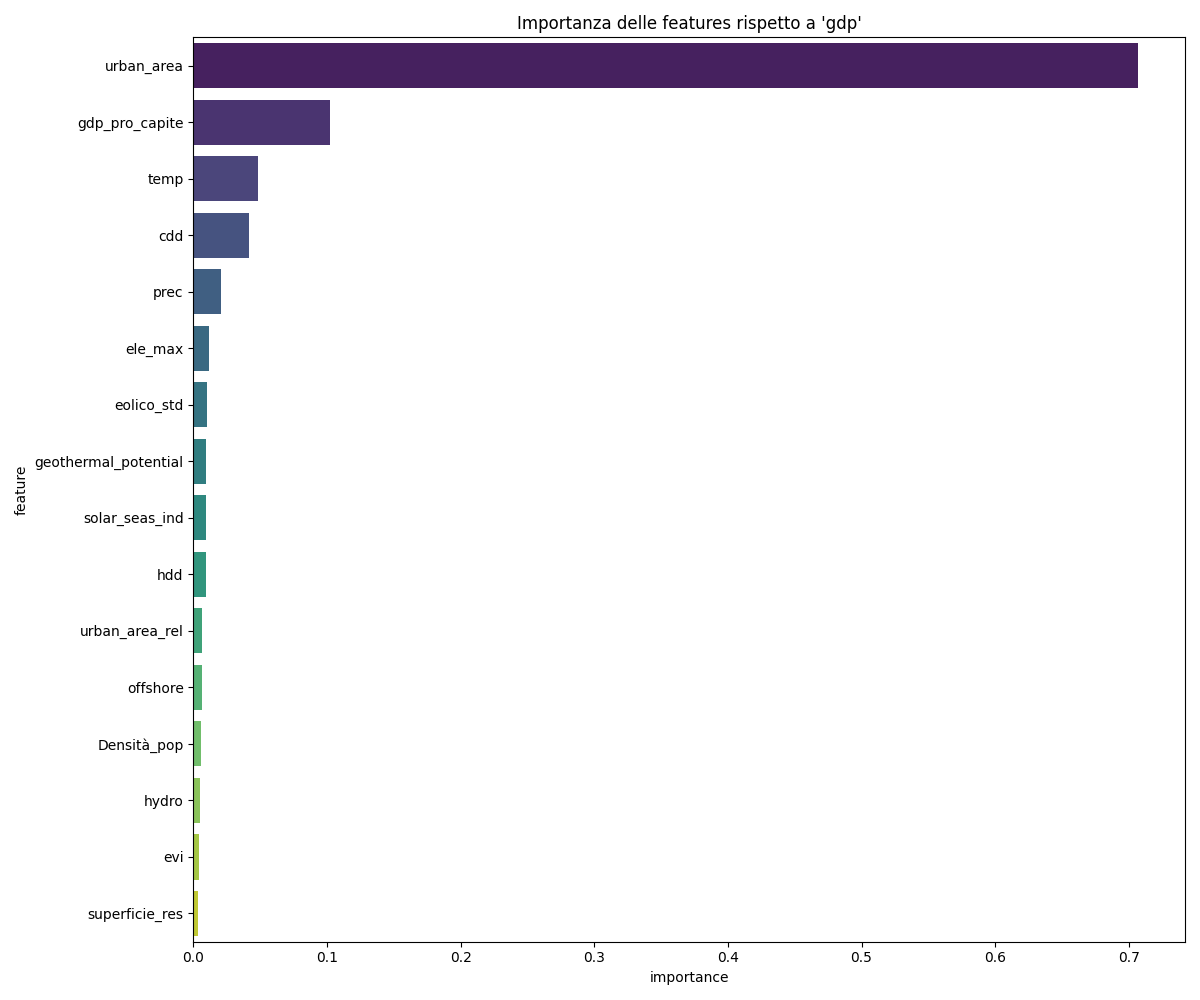 Importanza delle features rispetto a 'gdp'
feature
urban_area
gdp_pro_capite
temp
cdd
prec
ele_max
eolico_std
geothermal_potential
solar_seas_ind
hdd
urban_area_rel
offshore
Densità_pop
hydro
evi
superficie_res
0.0 0.1 0.2 0.3 0.4 0.5 0.6 0.7
importance